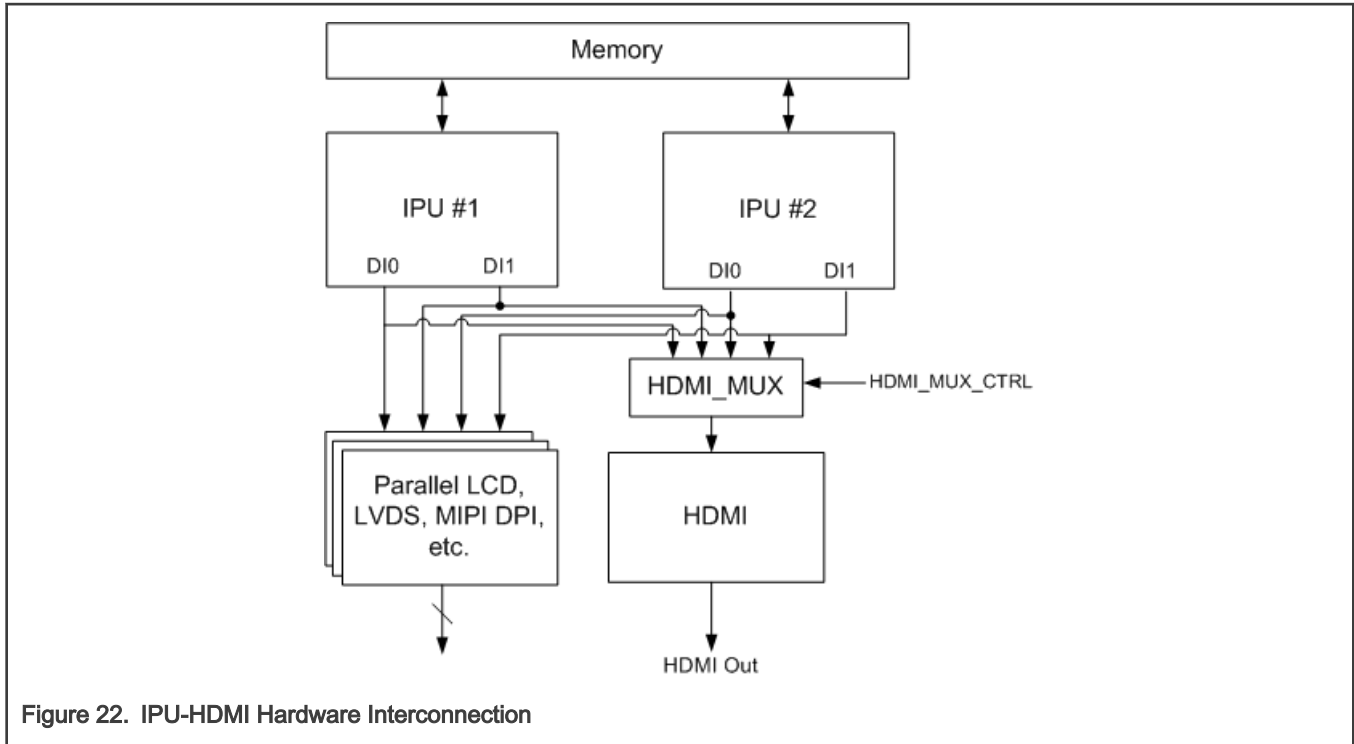 Memory
IPU #1
IPU #2
DI0
DI1
DI0
DI1
HDMI_MUX
HDMI_MUX_CTRL
Parallel LCD,
LVDS, MIPI DPI,
etc.
HDMI
HDMI Out
Figure 22. IPU-HDMI Hardware Interconnection